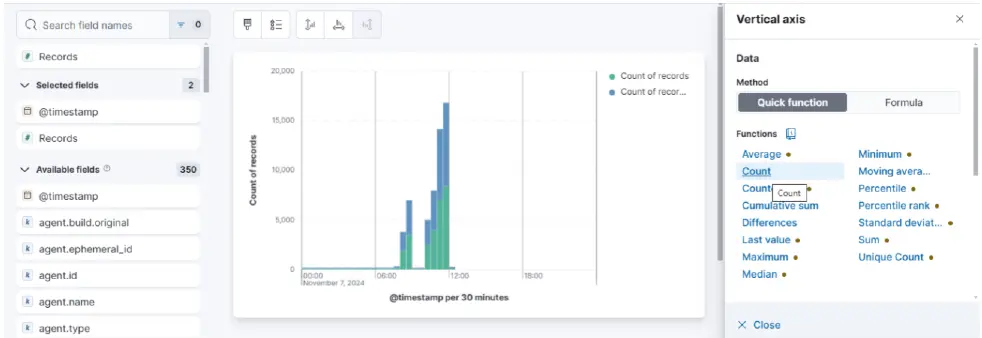 Search field names
0
Records
Selected fields
2
@timestamp
Records
Available fields
350
@timestamp
agent.build.original
agent.ephemeral_id
agent.id
agent.name
agent.type
20,000
15,000
10,000
5,000
0
Count of records
00:00
06:00
12:00
18:00
November 7, 2024
@timestamp per 30 minutes
Count of records
Count of recor...
Vertical axis
Data
Method
Quick function
Formula
Functions
Average
Minimum
Count
Moving avera...
Count
Percentile
Cumulative sum
Percentile rank
Differences
Standard deviat...
Last value
Sum
Maximum
Unique Count
Median
Close